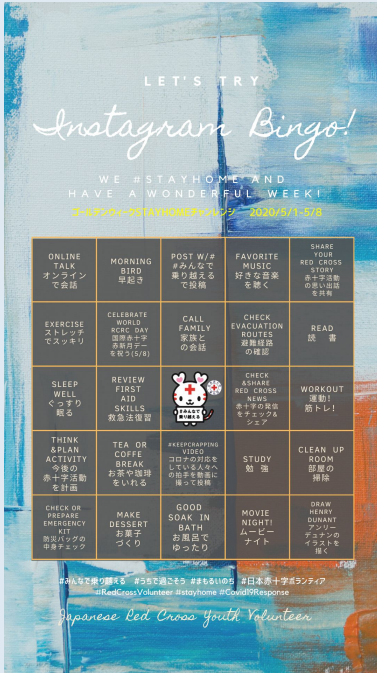 LET'S TRY
Instagram Bingo!
WE #STAYHOME AND
HAVE A WONDERFUL WEEK!
ゴールデンウィークSTAYHOMEチャレンジ 2020/5/1-5/8
ONLINE
TALK
オンライン
で会話
MORNING
BIRD
早起き
POST W/#
#みんなで
乗り越える
で投稿
FAVORITE
MUSIC
好きな音楽
を聴く
SHARE
YOUR
RED CROSS
STORY
赤十字活動
の思い出話
を共有
EXERCISE
ストレッチ
でスッキリ
CELEBRATE
WORLD
RCRC DAY
国際赤十字
赤新月デー
を祝う(5/8)
CALL
FAMILY
家族と
の会話
CHECK
EVACUATION
ROUTES
避難経路
の確認
READ
読 書
SLEEP
WELL
ぐっすり
眠る
REVIEW
FIRST
AID
SKILLS
救急法復習
#みんなで
乗り越える
CHECK
&SHARE
RED CROSS
NEWS
赤十字の発信
をチェック&
シェア
WORKOUT
運動!
筋トレ!
THINK
&PLAN
ACTIVITY
今後の
赤十字活動
を計画
TEA OR
COFFE
BREAK
お茶や珈琲
をいれる
#KEEPCRAPPING
VIDEO
コロナの対応を
している人々へ
の拍手を動画に
撮って投稿
STUDY
勉 強
CLEAN UP
ROOM
部屋の
掃除
CHECK OR
PREPARE
EMERGENCY
KIT
防災バッグの
中身チェック
MAKE
DESSERT
お菓子
づくり
GOOD
SOAK IN
BATH
お風呂で
ゆったり
MOVIE
NIGHT!
ムービー
ナイト
DRAW
HENRY
DUNANT
アンリー
デュナンの
イラストを
描く
#みんなで乗り越える #うちで過ごそう #まもるいのち #日本赤十字ボランティア
#RedCrossVolunteer #stayhome #Covid19Response
Japanese Red Cross Youth Volunteer